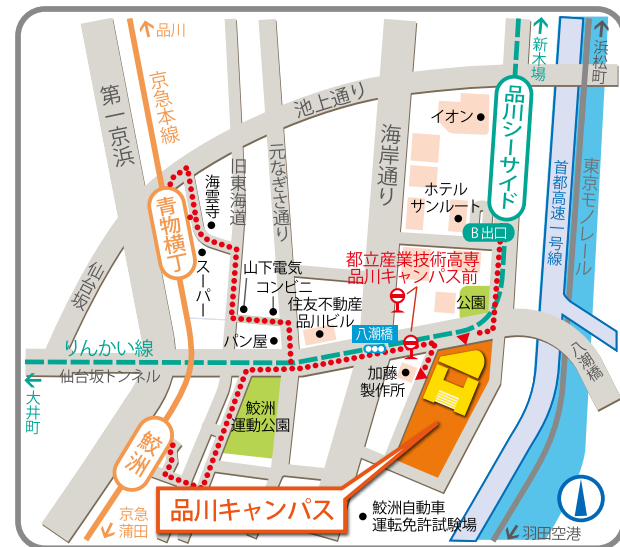 品川
新木場
浜松町
京急本線
第一京浜
池上通り
イオン
品川シーサイド
海岸通り
旧東海道
元なぎさ通り
海雲寺
ホテル
サンルート
首都高速一号線
東京モノレール
青物横丁
B出口
仙台坂
スーパー
山下電気
コンビニ
都立産業技術高専
品川キャンパス前
住友不動産
品川ビル
公園
八潮橋
パン屋
りんかい線
仙台坂トンネル
加藤
製作所
八潮橋
大井町
鮫洲
運動公園
鮫洲
品川キャンパス
鮫洲自動車
運転免許試験場
京急
蒲田
羽田空港